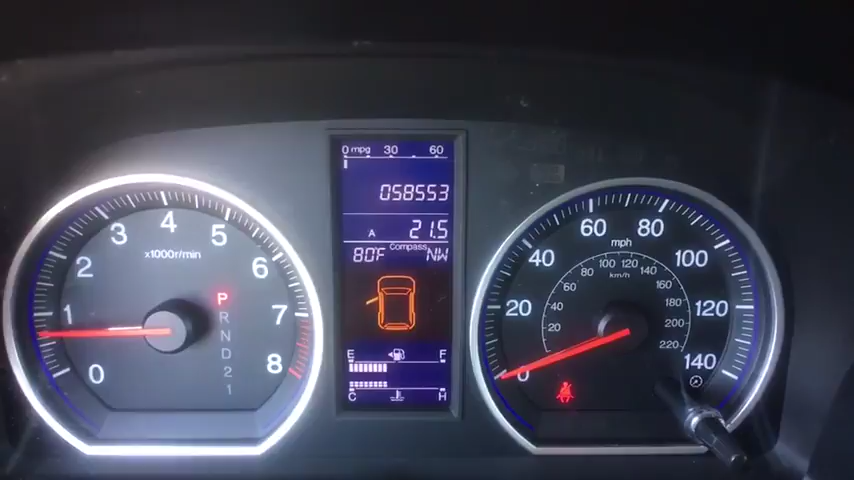 0 mpg 30 60
058553
A 21.5
Compass
80°F NW
E F
C H
0 1 2 3 4 5 6 7 8
x1000r/min
P
R
N
D
2
1
0 20 40 60 80 100 120 140
mph
km/h
20 40 60 80 100 120 140 160 180 200 220